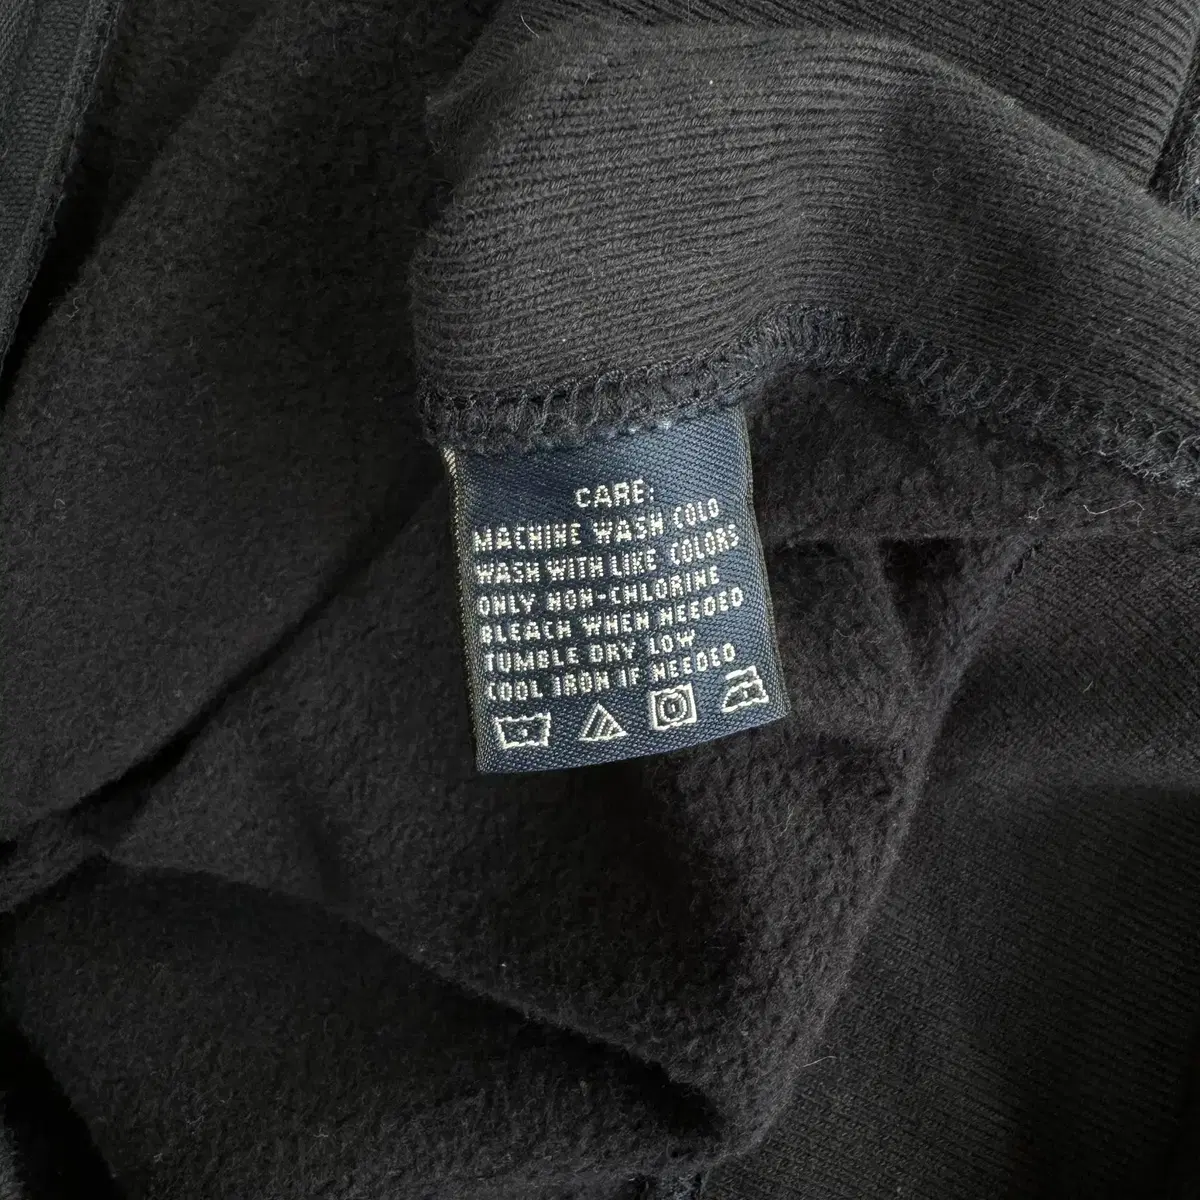 CARE:
MACHINE WASH COLD
WASH WITH LIKE COLORS
ONLY NON-CHLORINE
BLEACH WHEN NEEDED
TUMBLE DRY LOW
COOL IRON IF NEEDED